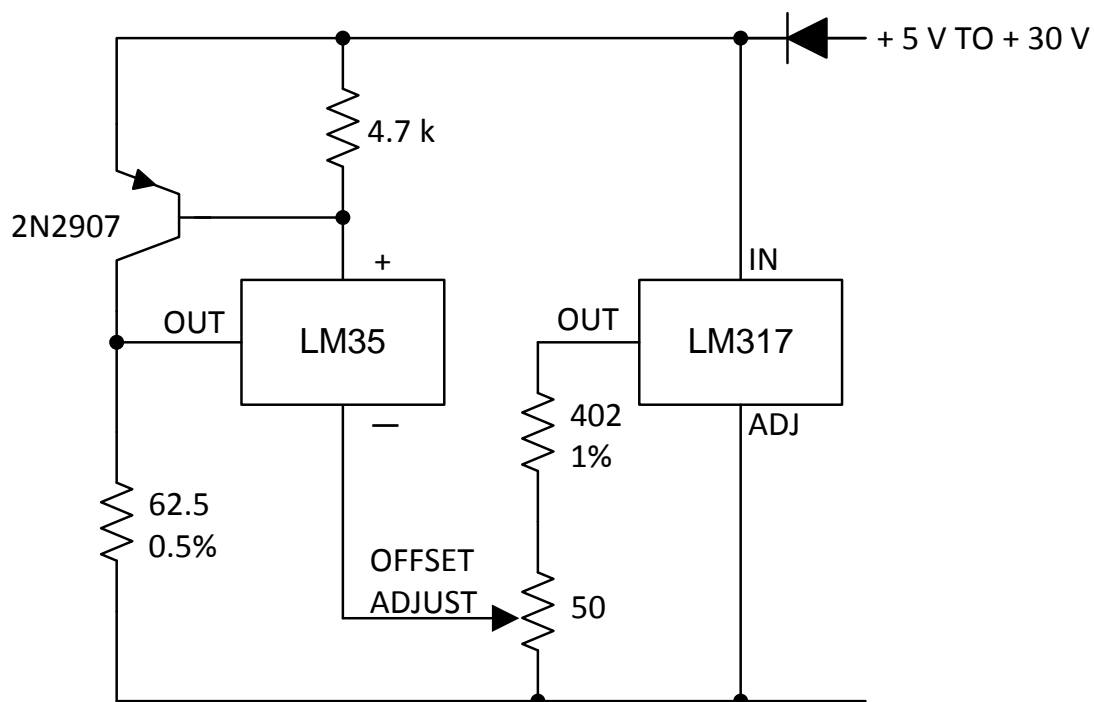 + 5 V TO + 30 V
4.7 k
2N2907
+
IN
OUT
LM35
OUT
LM317
—
402
1%
ADJ
62.5
0.5%
OFFSET
ADJUST
50